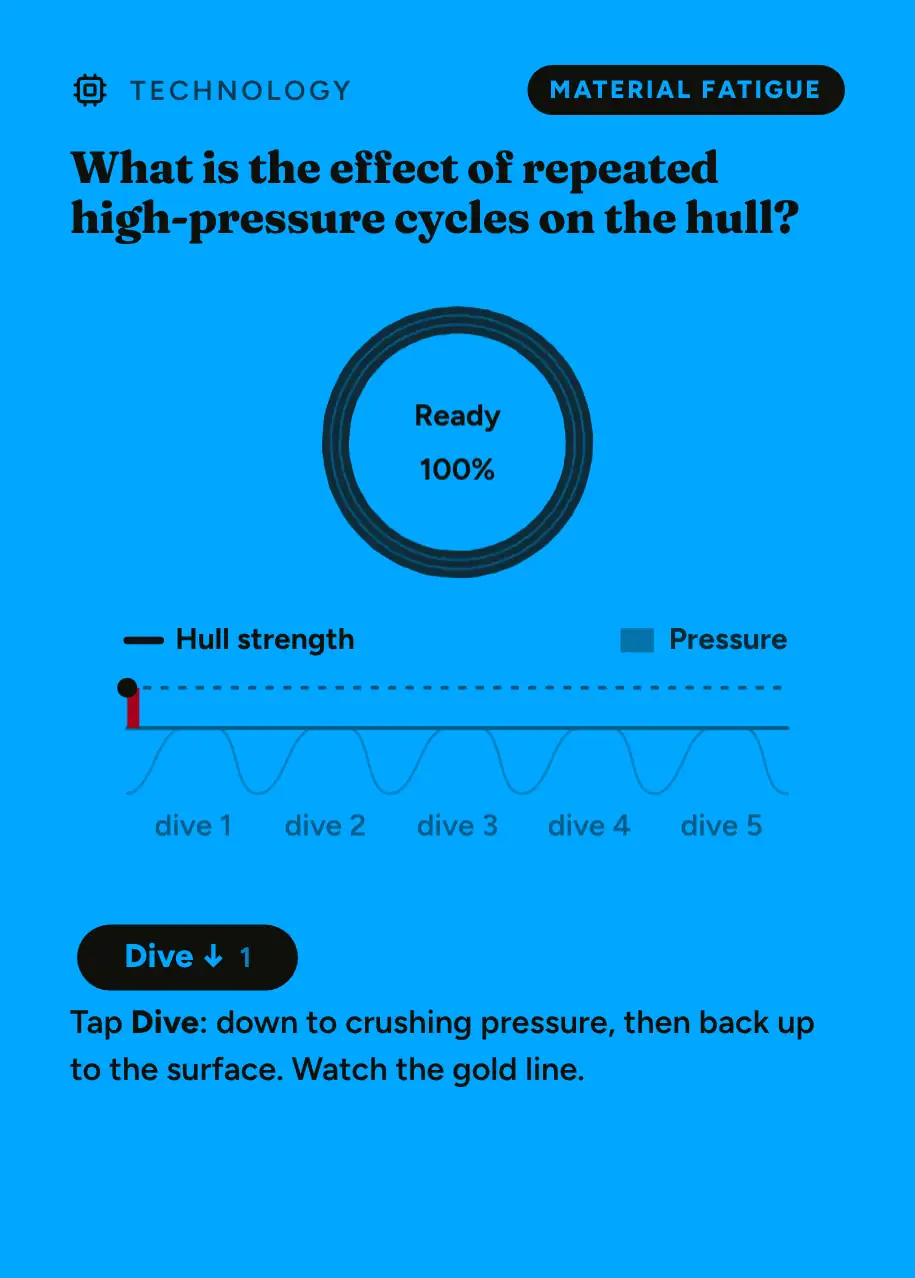 TECHNOLOGY
MATERIAL FATIGUE
What is the effect of repeated
high-pressure cycles on the hull?
Ready
100%
Hull strength
Pressure
dive 1
dive 2
dive 3
dive 4
dive 5
Dive ↓ 1
Tap Dive: down to crushing pressure, then back up
to the surface. Watch the gold line.